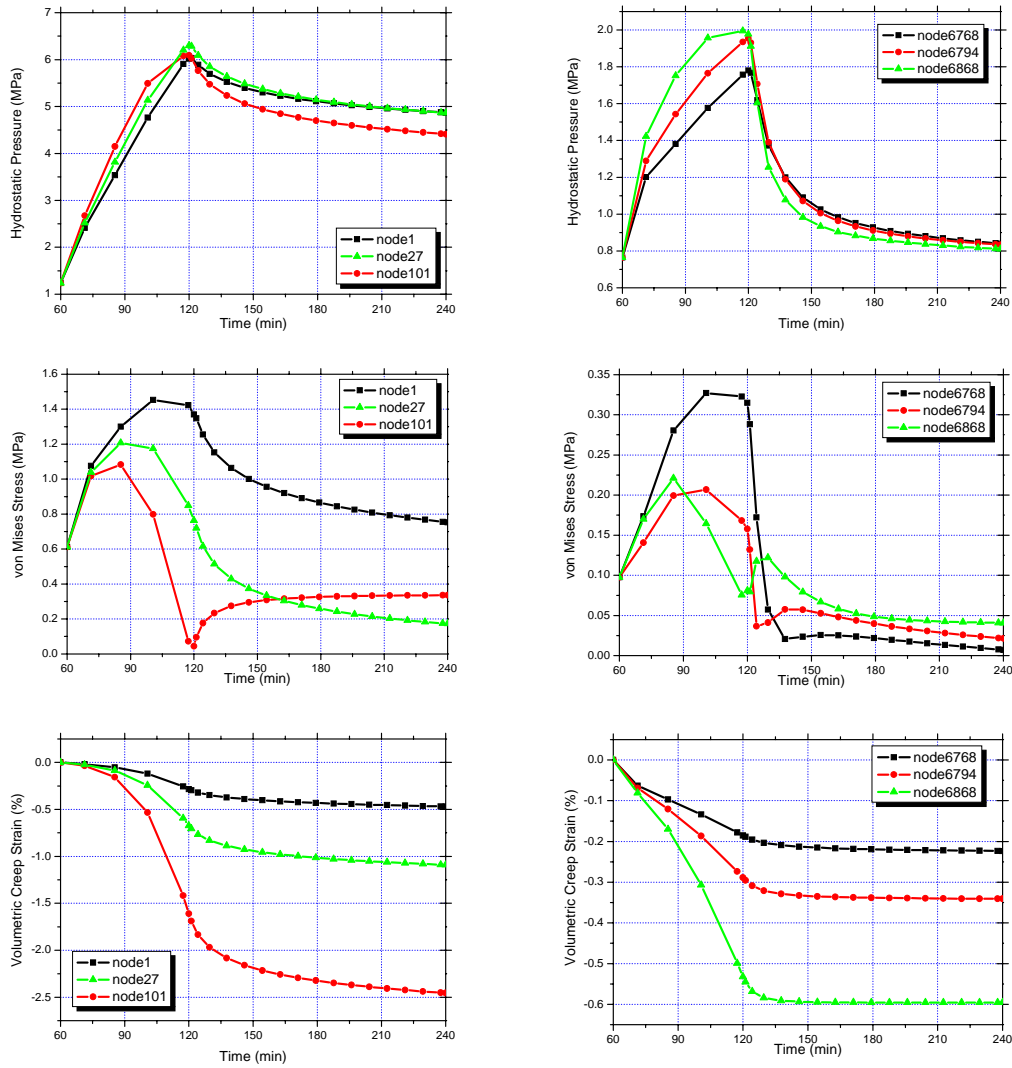 7
6
5
4
3
2
1
60 90 120 150 180 210 240
Hydrostatic Pressure (MPa)
Time (min)
node1
node27
node101
2.0
1.8
1.6
1.4
1.2
1.0
0.8
0.6
60 90 120 150 180 210 240
Hydrostatic Pressure (MPa)
Time (min)
node6768
node6794
node6868
1.6
1.4
1.2
1.0
0.8
0.6
0.4
0.2
0.0
60 90 120 150 180 210 240
von Mises Stress (MPa)
Time (min)
node1
node27
node101
0.35
0.30
0.25
0.20
0.15
0.10
0.05
0.00
60 90 120 150 180 210 240
von Mises Stress (MPa)
Time (min)
node6768
node6794
node6868
0.0
-0.5
-1.0
-1.5
-2.0
-2.5
60 90 120 150 180 210 240
Volumetric Creep Strain (%)
Time (min)
node1
node27
node101
0.0
-0.1
-0.2
-0.3
-0.4
-0.5
-0.6
60 90 120 150 180 210 240
Volumetric Creep Strain (%)
Time (min)
node6768
node6794
node6868